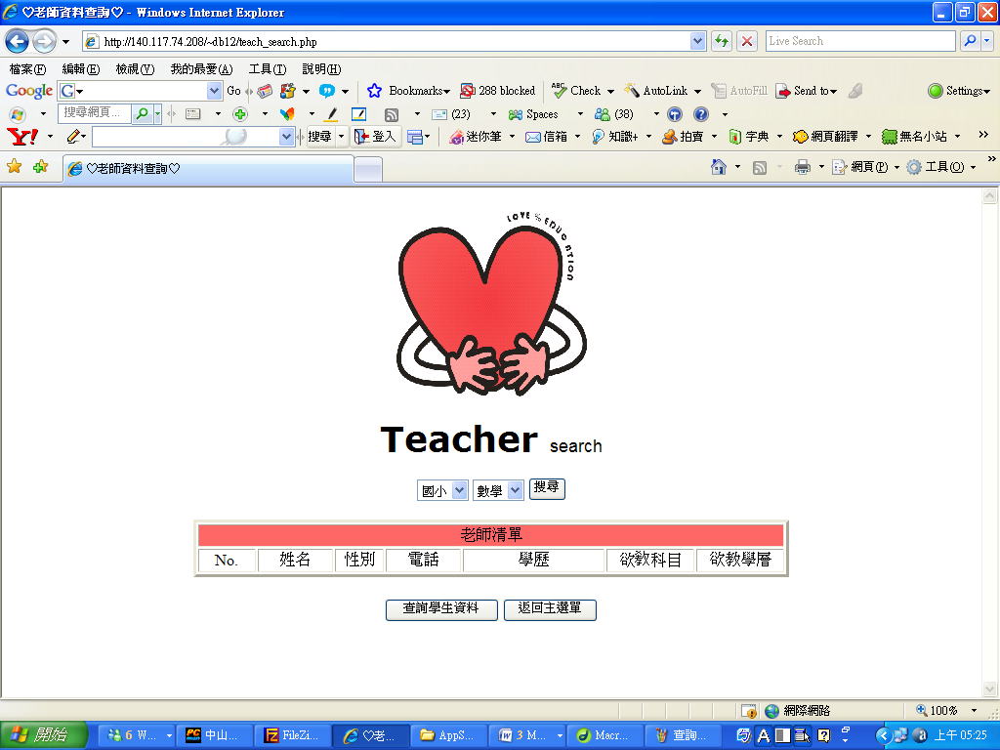 ♡老師資料查詢♡ - Windows Internet Explorer
http://140.117.74.208/~db12/teach_search.php
Live Search
檔案(F) 編輯(E) 檢視(V) 我的最愛(A) 工具(T) 說明(H)
Google G Go Bookmarks 288 blocked ABC Check AutoLink AutoFill Send to Settings
搜尋網頁... (23) Spaces (38)
Y! 搜尋 登入 迷你筆 信箱 知識+ 拍賣 字典 網頁翻譯 無名小站 »
♡老師資料查詢♡ 網頁(P) 工具(O) »
LOVE % EDUCATION
Teacher search
國小 數學 搜尋
老師清單
No. 姓名 性別 電話 學歷 欲教科目 欲教學層
查詢學生資料 返回主選單
網際網路 100%
開始 6 W... 中山... FileZi... ♡老... AppS... 3 M... Macr... 查詢... A 上午 05:25